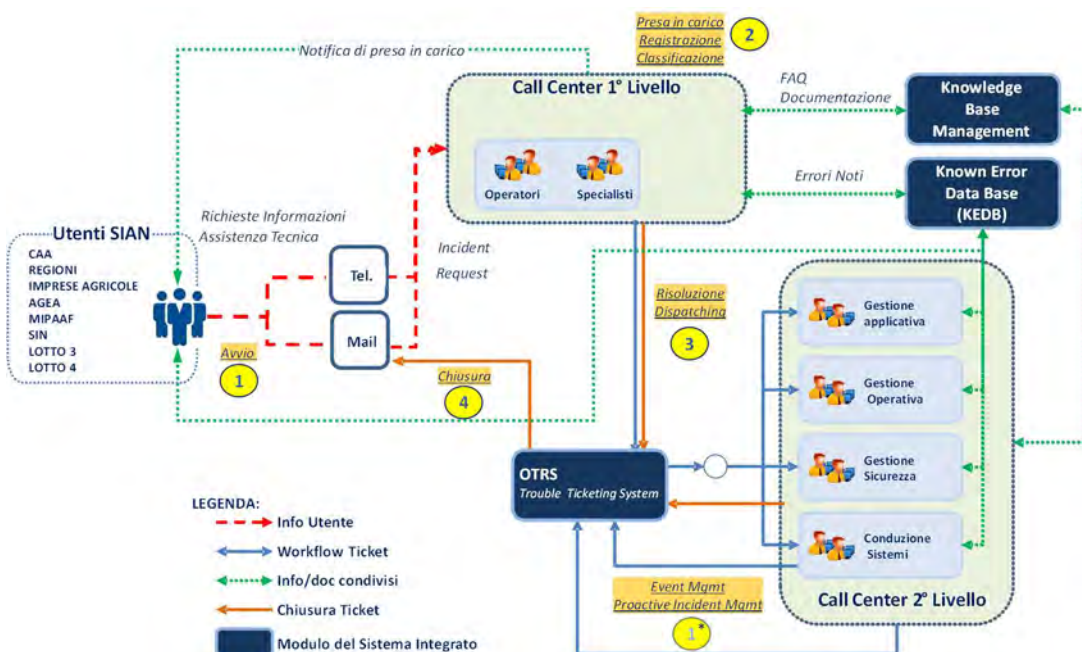 Presa in carico
Registrazione
Classificazione
2
Notifica di presa in carico
Call Center 1° Livello
FAQ
Documentazione
Knowledge
Base
Management
Operatori
Specialisti
Errori Noti
Known Error
Data Base
(KEDB)
Richieste Informazioni
Assistenza Tecnica
Utenti SIAN
CAA
REGIONI
IMPRESE AGRICOLE
AGEA
MIPAAF
SIN
LOTTO 3
LOTTO 4
Tel.
Mail
Incident
Request
Avvio
1
Chiusura
4
Risoluzione
Dispatching
3
Gestione
applicativa
Gestione
Operativa
Gestione
Sicurezza
Conduzione
Sistemi
Call Center 2° Livello
OTRS
Trouble Ticketing System
Event Mgmt
Proactive Incident Mgmt
1*
LEGENDA:
Info Utente
Workflow Ticket
Info/doc condivisi
Chiusura Ticket
Modulo del Sistema Integrato